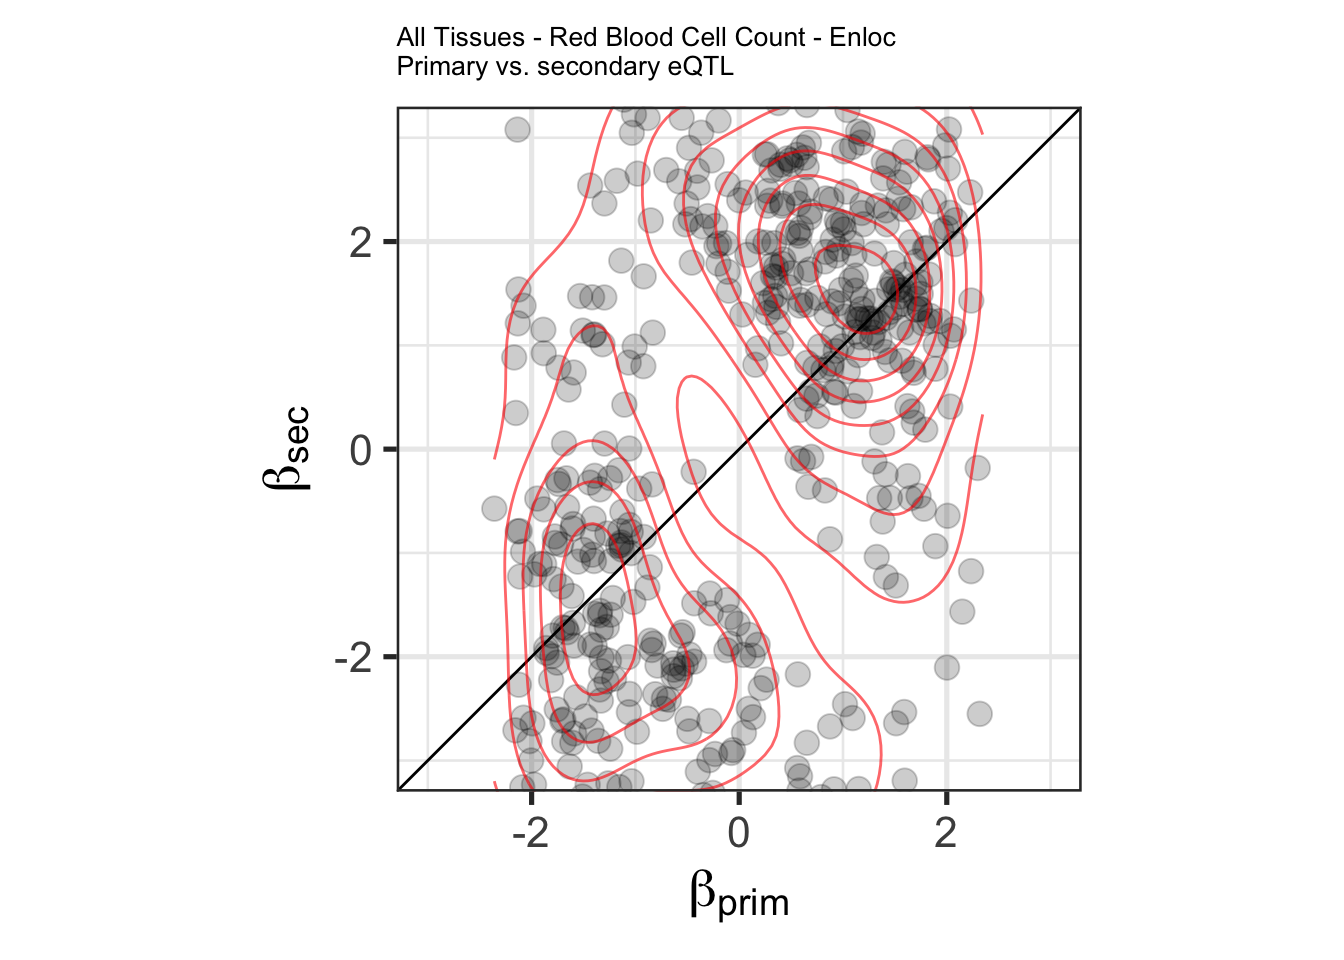 All Tissues - Red Blood Cell Count - Enloc
Primary vs. secondary eQTL
2
0
-2
βsec
-2 0 2
βprim